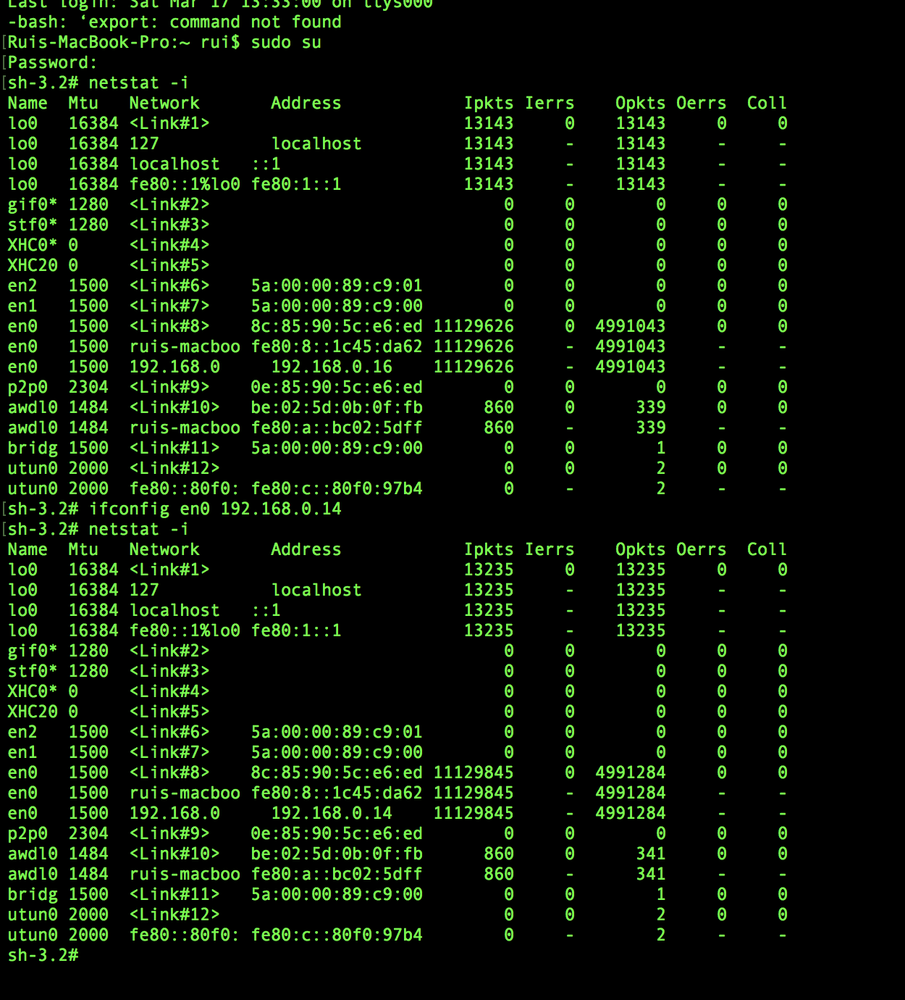 Last login: Sat Mar 17 13:33:00 on ttys000
-bash: ‘export: command not found
[Ruis-MacBook-Pro:~ rui$ sudo su
[Password:
[sh-3.2# netstat -i
Name  Mtu   Network       Address            Ipkts Ierrs    Opkts Oerrs  Coll
lo0   16384 <Link#1>                         13143     0    13143     0     0
lo0   16384 127           localhost          13143     -    13143     -     -
lo0   16384 localhost   ::1                  13143     -    13143     -     -
lo0   16384 fe80::1%lo0 fe80:1::1            13143     -    13143     -     -
gif0* 1280  <Link#2>                             0     0        0     0     0
stf0* 1280  <Link#3>                             0     0        0     0     0
XHC0* 0     <Link#4>                             0     0        0     0     0
XHC20 0     <Link#5>                             0     0        0     0     0
en2   1500  <Link#6>    5a:00:00:89:c9:01        0     0        0     0     0
en1   1500  <Link#7>    5a:00:00:89:c9:00        0     0        0     0     0
en0   1500  <Link#8>    8c:85:90:5c:e6:ed 11129626     0  4991043     0     0
en0   1500  ruis-macboo fe80:8::1c45:da62 11129626     -  4991043     -     -
en0   1500  192.168.0     192.168.0.16    11129626     -  4991043     -     -
p2p0  2304  <Link#9>    0e:85:90:5c:e6:ed        0     0        0     0     0
awdl0 1484  <Link#10>   be:02:5d:0b:0f:fb      860     0      339     0     0
awdl0 1484  ruis-macboo fe80:a::bc02:5dff      860     -      339     -     -
bridg 1500  <Link#11>   5a:00:00:89:c9:00        0     0        1     0     0
utun0 2000  <Link#12>                            0     0        2     0     0
utun0 2000  fe80::80f0: fe80:c::80f0:97b4        0     -        2     -     -
[sh-3.2# ifconfig en0 192.168.0.14
[sh-3.2# netstat -i
Name  Mtu   Network       Address            Ipkts Ierrs    Opkts Oerrs  Coll
lo0   16384 <Link#1>                         13235     0    13235     0     0
lo0   16384 127           localhost          13235     -    13235     -     -
lo0   16384 localhost   ::1                  13235     -    13235     -     -
lo0   16384 fe80::1%lo0 fe80:1::1            13235     -    13235     -     -
gif0* 1280  <Link#2>                             0     0        0     0     0
stf0* 1280  <Link#3>                             0     0        0     0     0
XHC0* 0     <Link#4>                             0     0        0     0     0
XHC20 0     <Link#5>                             0     0        0     0     0
en2   1500  <Link#6>    5a:00:00:89:c9:01        0     0        0     0     0
en1   1500  <Link#7>    5a:00:00:89:c9:00        0     0        0     0     0
en0   1500  <Link#8>    8c:85:90:5c:e6:ed 11129845     0  4991284     0     0
en0   1500  ruis-macboo fe80:8::1c45:da62 11129845     -  4991284     -     -
en0   1500  192.168.0     192.168.0.14    11129845     -  4991284     -     -
p2p0  2304  <Link#9>    0e:85:90:5c:e6:ed        0     0        0     0     0
awdl0 1484  <Link#10>   be:02:5d:0b:0f:fb      860     0      341     0     0
awdl0 1484  ruis-macboo fe80:a::bc02:5dff      860     -      341     -     -
bridg 1500  <Link#11>   5a:00:00:89:c9:00        0     0        1     0     0
utun0 2000  <Link#12>                            0     0        2     0     0
utun0 2000  fe80::80f0: fe80:c::80f0:97b4        0     -        2     -     -
sh-3.2#